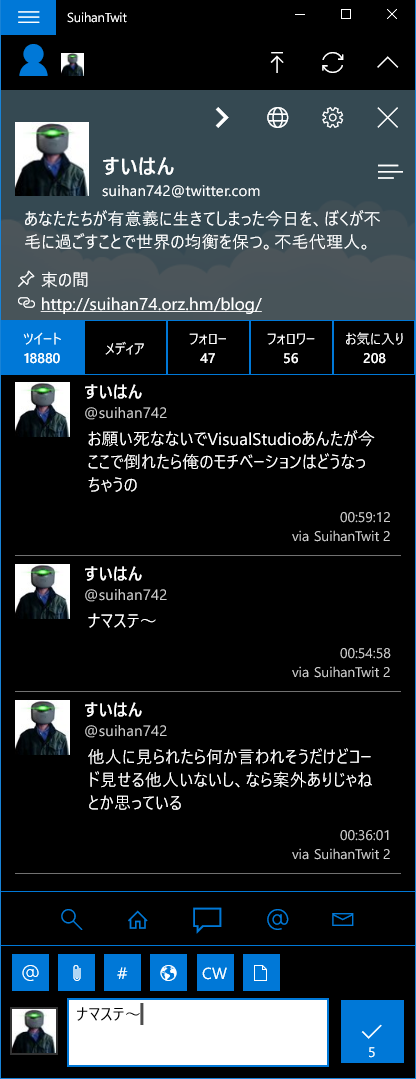 SuihanTwit
すいはん
suihan742@twitter.com
あなたたちが有意義に生きてしまった今日を、ぼくが不
毛に過ごすことで世界の均衡を保つ。不毛代理人。
束の間
http://suihan74.orz.hm/blog/
ツイート
18880
メディア
フォロー
47
フォロワー
56
お気に入り
208
すいはん
@suihan742
お願い死なないでVisualStudioあんたが今
ここで倒れたら俺のモチベーションはどうなっ
ちゃうの
00:59:12
via SuihanTwit 2
すいはん
@suihan742
ナマステ～
00:54:58
via SuihanTwit 2
すいはん
@suihan742
他人に見られたら何か言われそうだけどコー
ド見せる他人いないし、なら案外ありじゃね
とか思っている
00:36:01
via SuihanTwit 2
@
@
#
CW
ナマステ～
5